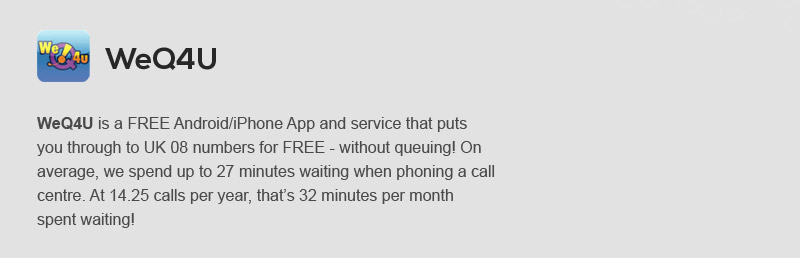 We Q! 4u
WeQ4U
WeQ4U is a FREE Android/iPhone App and service that puts
you through to UK 08 numbers for FREE - without queuing! On
average, we spend up to 27 minutes waiting when phoning a call
centre. At 14.25 calls per year, that’s 32 minutes per month
spent waiting!